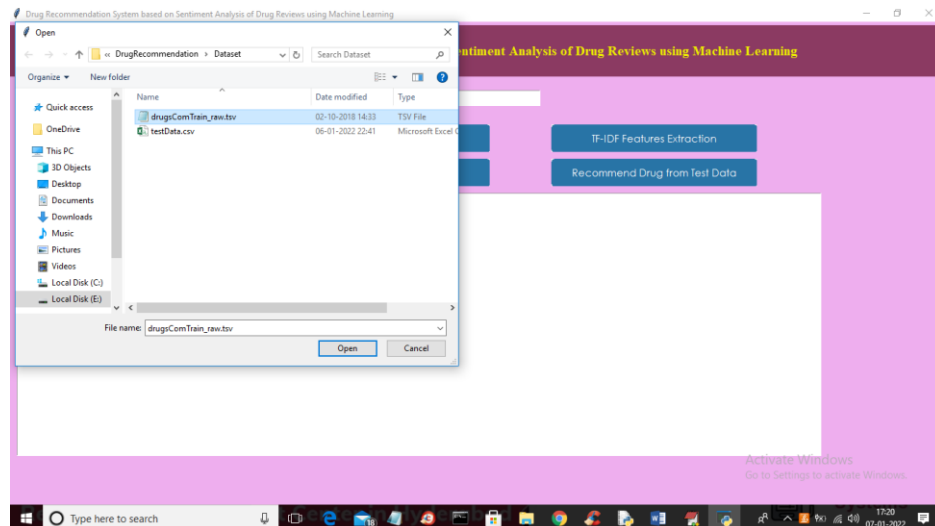 Drug Recommendation System based on Sentiment Analysis of Drug Reviews using Machine Learning
Open
ntiment Analysis of Drug Reviews using Machine Learning
« DrugRecommendation > Dataset
Search Dataset
Organize
New folder
Name
Date modified
Type
Quick access
OneDrive
This PC
3D Objects
Desktop
Documents
Downloads
Music
Pictures
Videos
Local Disk (C:)
Local Disk (E:)
drugsComTrain_raw.tsv
02-10-2018 14:33
TSV File
testData.csv
06-01-2022 22:41
Microsoft Excel C
TF-IDF Features Extraction
Recommend Drug from Test Data
File name:
drugsComTrain_raw.tsv
Open
Cancel
Activate Windows
Go to Settings to activate Windows.
Type here to search
18
17:20
07-01-2022